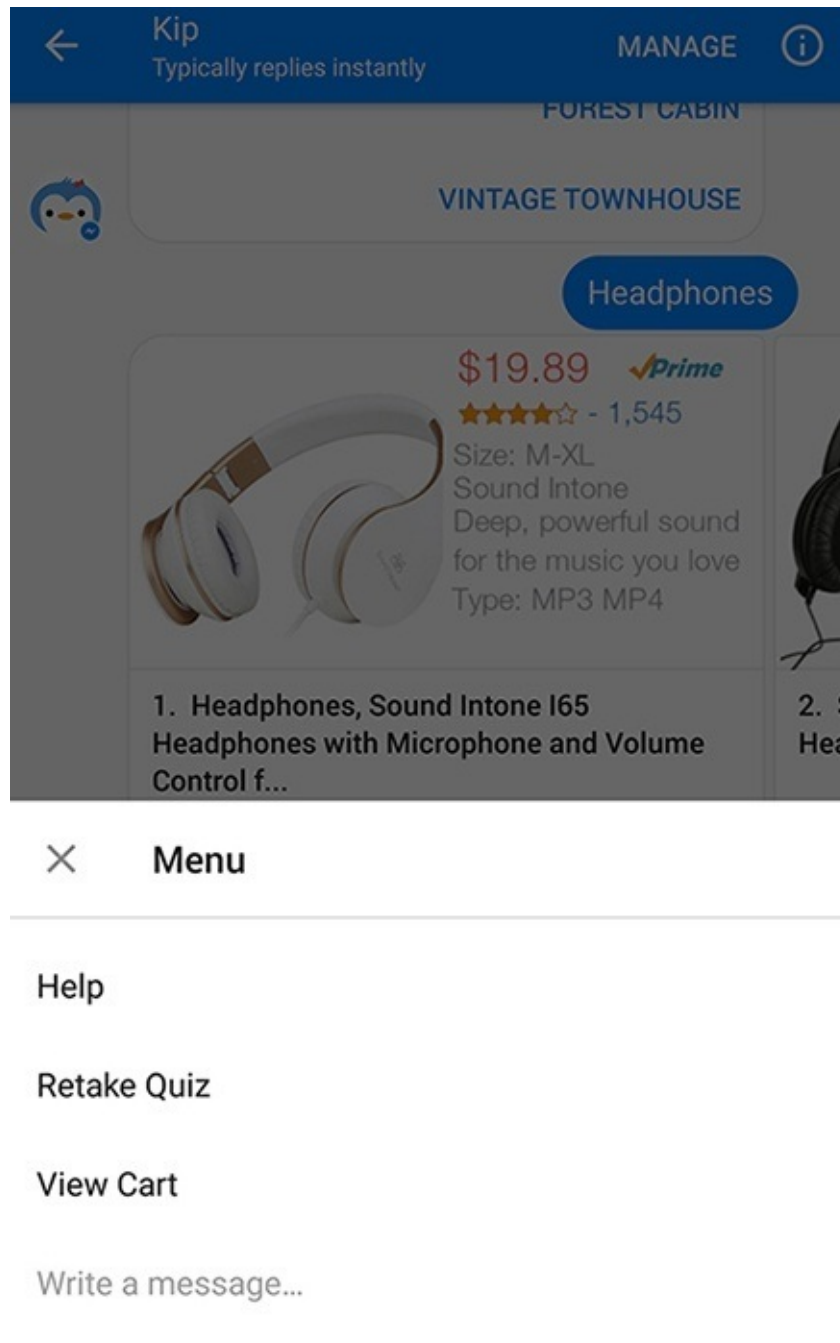 Kip
Typically replies instantly
MANAGE
FOREST CABIN
VINTAGE TOWNHOUSE
Headphones
$19.89 Prime
- 1,545
Size: M-XL
Sound Intone
Deep, powerful sound
for the music you love
Type: MP3 MP4
1. Headphones, Sound Intone I65
Headphones with Microphone and Volume
Control f...
2.
Menu
Help
Retake Quiz
View Cart
Write a message...